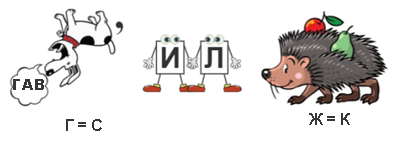 ГАВ
И Л
Г = С
Ж = К